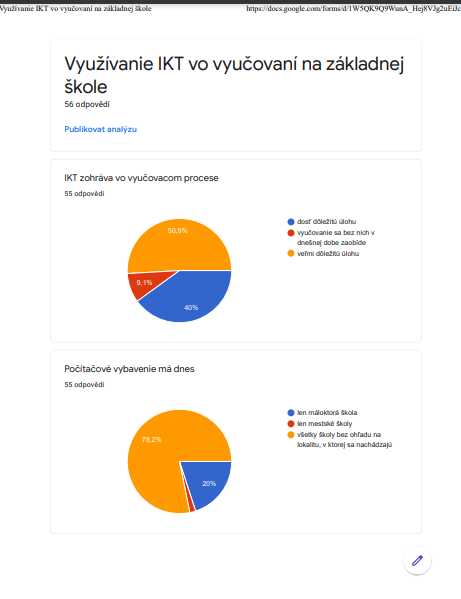 Využívanie IKT vo vyučovaní na základnej škole
https://docs.google.com/forms/d/1W5QK9Q9WunA_Hej8VJg2uEiJc
Využívanie IKT vo vyučovaní na základnej
škole
56 odpovědí
Publikovat analýzu
IKT zohráva vo vyučovacom procese
55 odpovědí
50,9%
9,1%
40%
dosť dôležitú úlohu
vyučovanie sa bez nich v
dnešnej dobe zaobíde
veľmi dôležitú úlohu
Počítačové vybavenie má dnes
55 odpovědí
78,2%
20%
len máloktorá škola
len mestské školy
všetky školy bez ohľadu na
lokalitu, v ktorej sa nachádzajú